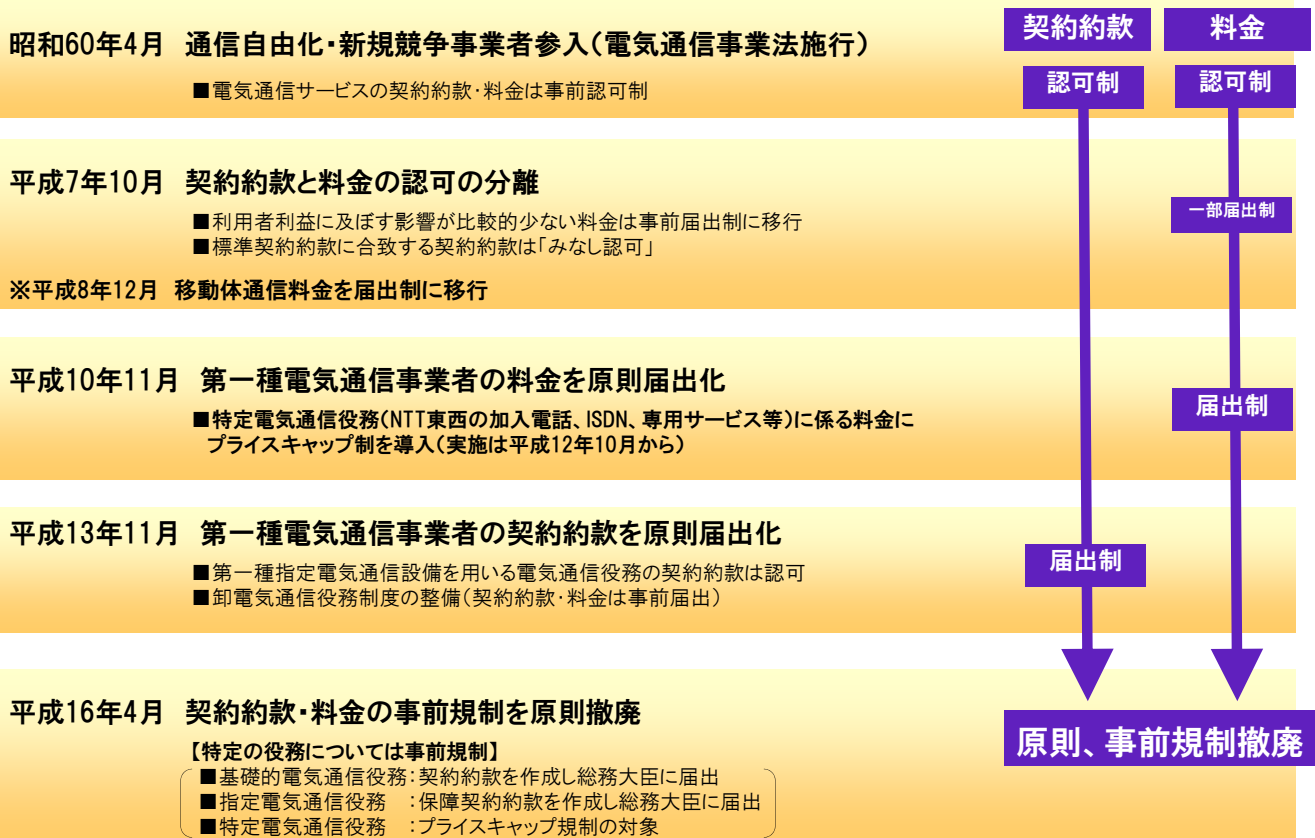 契約約款 料金
昭和60年4月 通信自由化・新規競争事業者参入(電気通信事業法施行)
認可制 認可制
■電気通信サービスの契約約款・料金は事前認可制
平成7年10月 契約約款と料金の認可の分離
■利用者利益に及ぼす影響が比較的少ない料金は事前届出制に移行
一部届出制
■標準契約約款に合致する契約約款は「みなし認可」
※平成8年12月 移動体通信料金を届出制に移行
平成10年11月 第一種電気通信事業者の料金を原則届出化
届出制
■特定電気通信役務(NTT東西の加入電話、ISDN、専用サービス等)に係る料金に
プライスキャップ制を導入(実施は平成12年10月から)
平成13年11月 第一種電気通信事業者の契約約款を原則届出化
届出制
■第一種指定電気通信設備を用いる電気通信役務の契約約款は認可
■卸電気通信役務制度の整備(契約約款・料金は事前届出)
平成16年4月 契約約款・料金の事前規制を原則撤廃
原則、事前規制撤廃
【特定の役務については事前規制】
■基礎的電気通信役務:契約約款を作成し総務大臣に届出
■指定電気通信役務 :保障契約約款を作成し総務大臣に届出
■特定電気通信役務 :プライスキャップ規制の対象